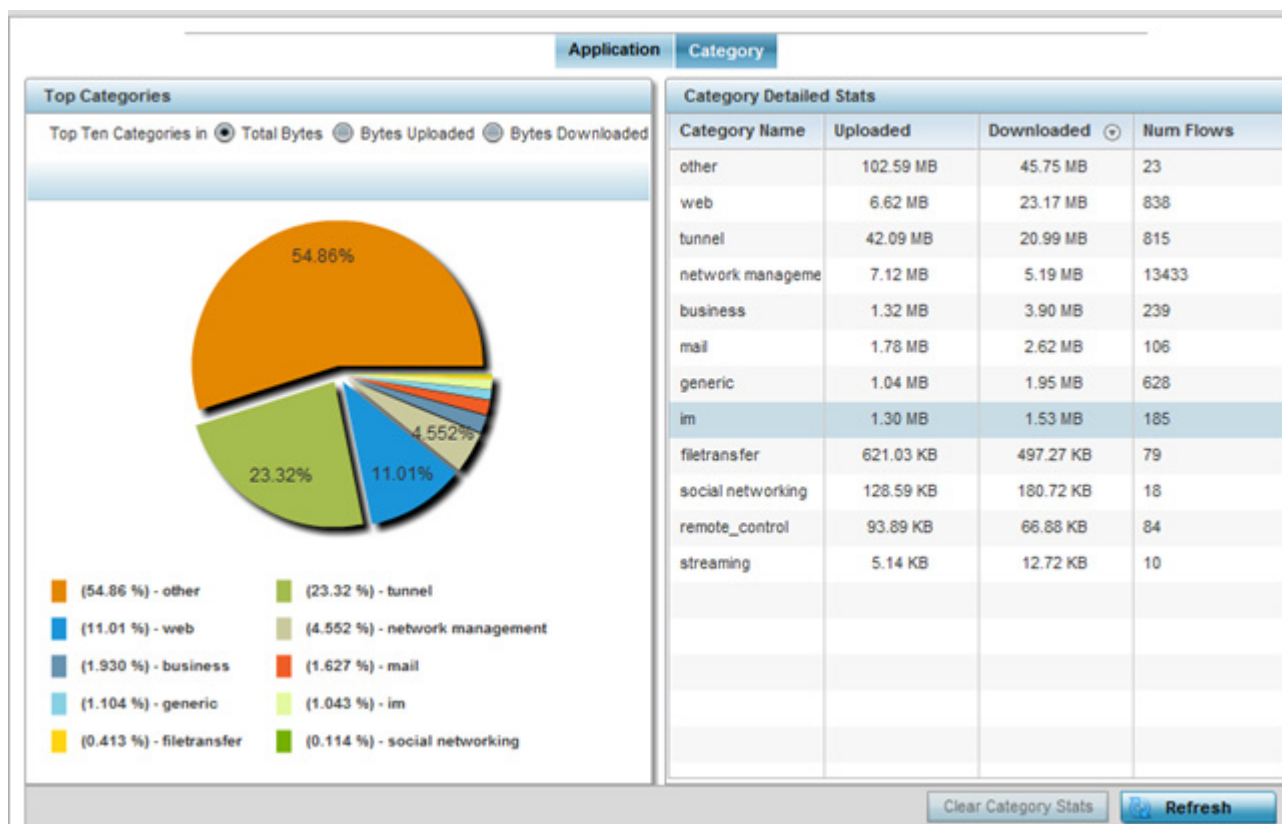 Application Category
Top Categories
Top Ten Categories in Total Bytes Bytes Uploaded Bytes Downloaded
54.86%
4.552%
23.32%
11.01%
(54.86 %) - other
(23.32 %) - tunnel
(11.01 %) - web
(4.552 %) - network management
(1.930 %) - business
(1.627 %) - mail
(1.104 %) - generic
(1.043 %) - im
(0.413 %) - filetransfer
(0.114 %) - social networking
Category Detailed Stats
Category Name Uploaded Downloaded Num Flows
other 102.59 MB 45.75 MB 23
web 6.62 MB 23.17 MB 838
tunnel 42.09 MB 20.99 MB 815
network manageme 7.12 MB 5.19 MB 13433
business 1.32 MB 3.90 MB 239
mail 1.78 MB 2.62 MB 106
generic 1.04 MB 1.95 MB 628
im 1.30 MB 1.53 MB 185
filetransfer 621.03 KB 497.27 KB 79
social networking 128.59 KB 180.72 KB 18
remote_control 93.89 KB 66.88 KB 84
streaming 5.14 KB 12.72 KB 10
Clear Category Stats Refresh